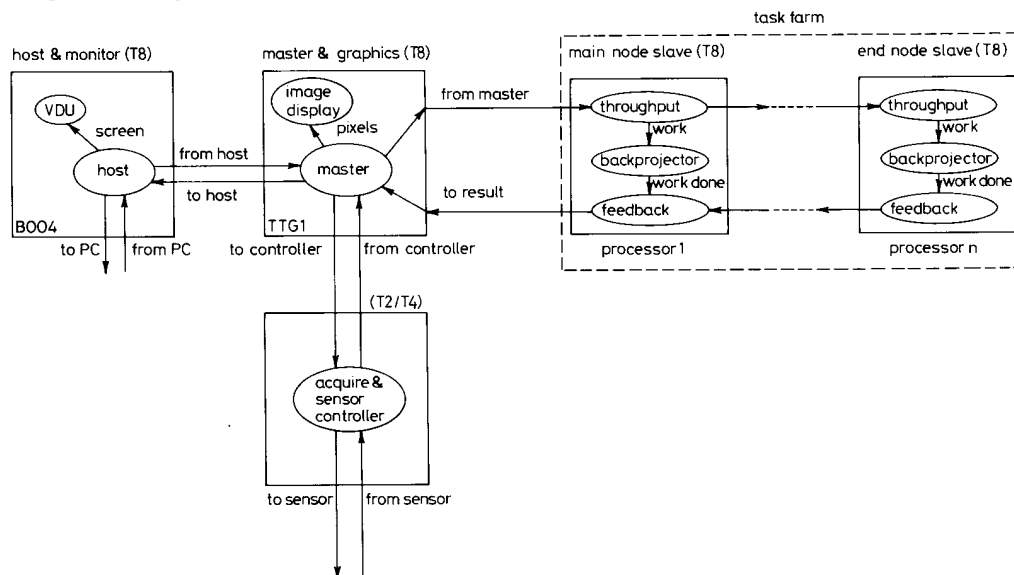 task farm
host & monitor (T8)
master & graphics (T8)
main node slave (T8)
end node slave (T8)
VDU
screen
host
from host
to host
B004
to PC
from PC
image
display
pixels
master
TTG1
from master
to result
to controller
from controller
throughput
work
backprojector
work done
feedback
processor 1
throughput
work
backprojector
work done
feedback
processor n
(T2/T4)
acquire &
sensor
controller
to sensor
from sensor